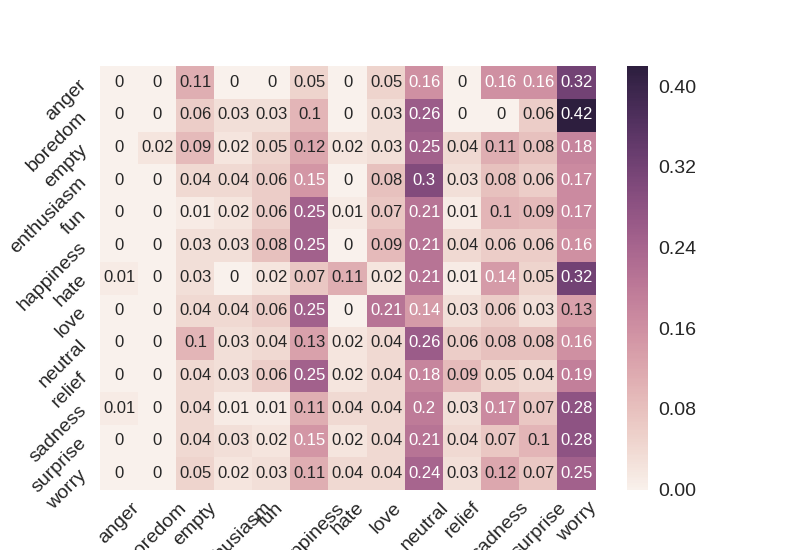 anger 0 0 0.11 0 0 0.05 0 0.05 0.16 0 0.16 0.16 0.32
boredom 0 0 0.06 0.03 0.03 0.1 0 0.03 0.26 0 0 0.06 0.42
empty 0 0.02 0.09 0.02 0.05 0.12 0.02 0.03 0.25 0.04 0.11 0.08 0.18
enthusiasm 0 0 0.04 0.04 0.06 0.15 0 0.08 0.3 0.03 0.08 0.06 0.17
fun 0 0 0.01 0.02 0.06 0.25 0.01 0.07 0.21 0.01 0.1 0.09 0.17
happiness 0 0 0.03 0.03 0.08 0.25 0 0.09 0.21 0.04 0.06 0.06 0.16
hate 0.01 0 0.03 0 0.02 0.07 0.11 0.02 0.21 0.01 0.14 0.05 0.32
love 0 0 0.04 0.04 0.06 0.25 0 0.21 0.14 0.03 0.06 0.03 0.13
neutral 0 0 0.1 0.03 0.04 0.13 0.02 0.04 0.26 0.06 0.08 0.08 0.16
relief 0 0 0.04 0.03 0.06 0.25 0.02 0.04 0.18 0.09 0.05 0.04 0.19
sadness 0.01 0 0.04 0.01 0.01 0.11 0.04 0.04 0.2 0.03 0.17 0.07 0.28
surprise 0 0 0.04 0.03 0.02 0.15 0.02 0.04 0.21 0.04 0.07 0.1 0.28
worry 0 0 0.05 0.02 0.03 0.11 0.04 0.04 0.24 0.03 0.12 0.07 0.25
anger oredom empty husiasm fun ppiness hate love neutral relief sadness surprise worry
0.40
0.32
0.24
0.16
0.08
0.00